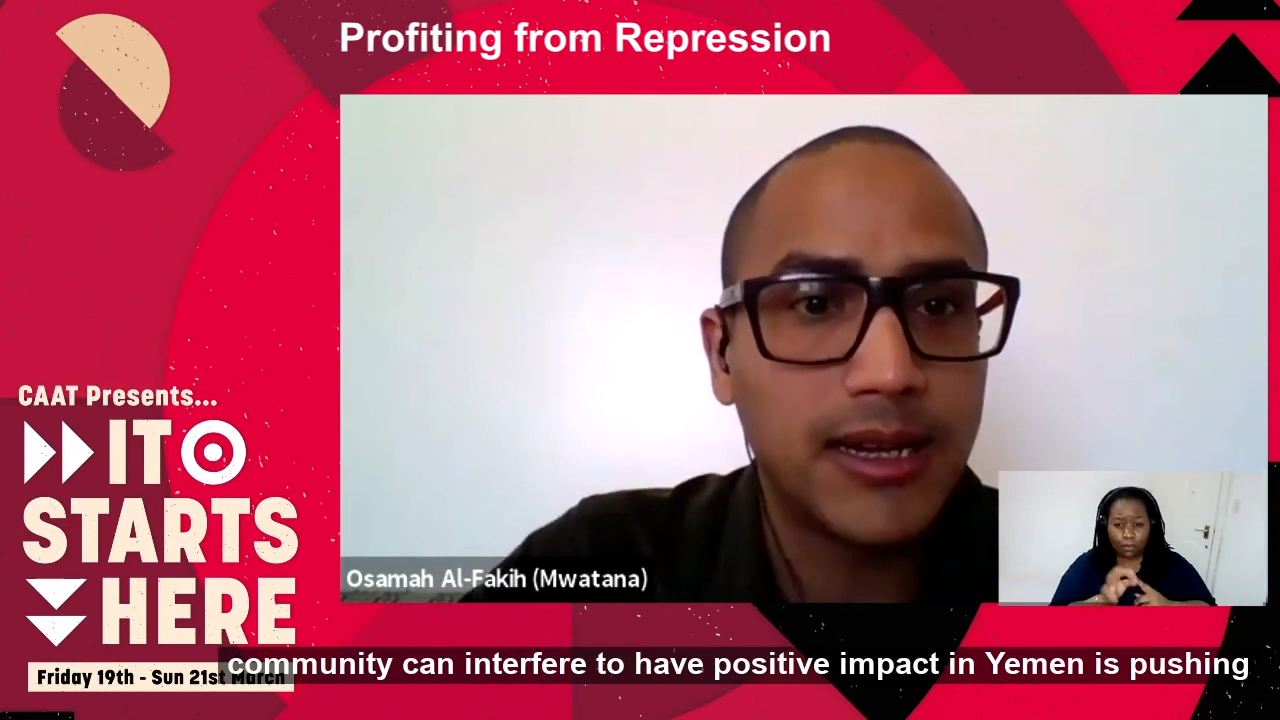 Profiting from Repression
CAAT Presents...
IT
STARTS
HERE
Friday 19th - Sun 21st March
Osamah Al-Fakih (Mwatana)
community can interfere to have positive impact in Yemen is pushing